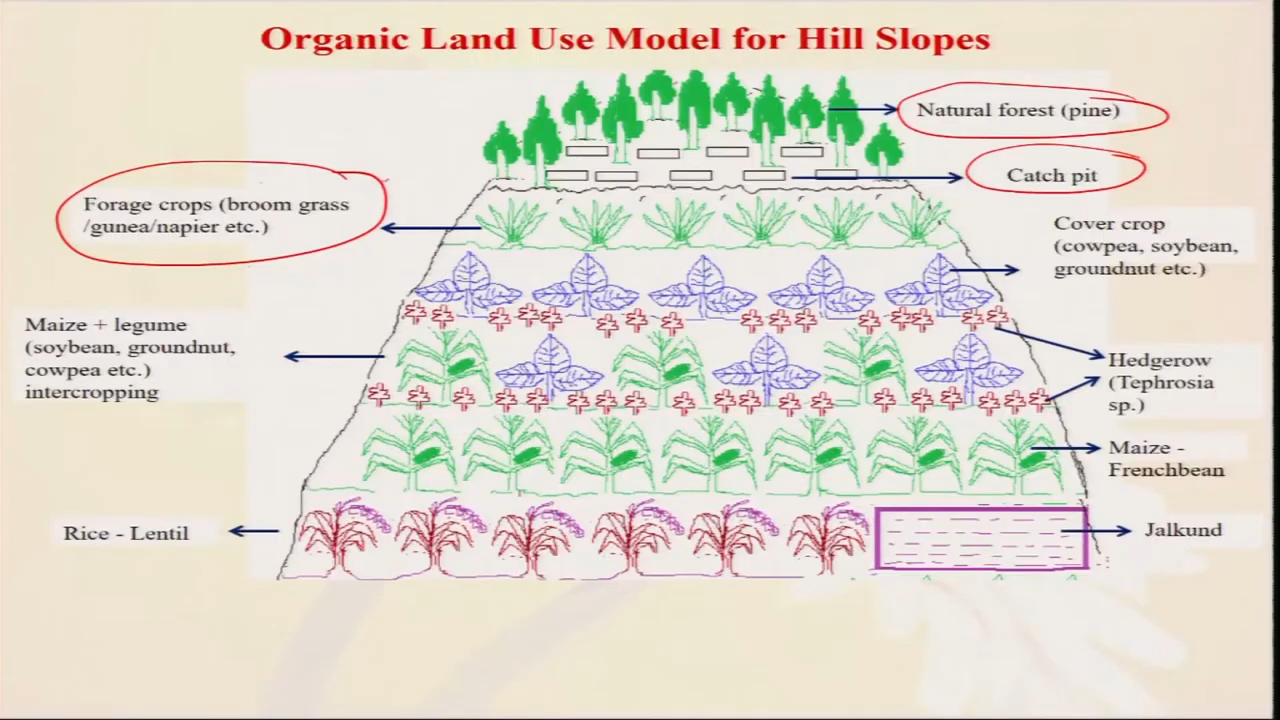 Organic Land Use Model for Hill Slopes
Natural forest (pine)
Catch pit
Forage crops (broom grass
/gunea/napier etc.)
Cover crop
(cowpea, soybean,
groundnut etc.)
Maize + legume
(soybean, groundnut,
cowpea etc.)
intercropping
Hedgerow
(Tephrosia
sp.)
Maize -
Frenchbean
Rice - Lentil
Jalkund